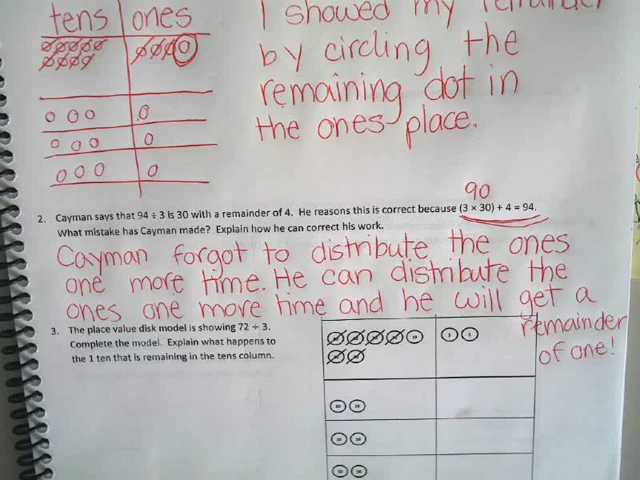 tens ones
I showed my remainder
by circling the
remaining dot in
the ones place.
90
2. Cayman says that 94 ÷ 3 is 30 with a remainder of 4. He reasons this is correct because (3 × 30) + 4 = 94.
What mistake has Cayman made? Explain how he can correct his work.
Cayman forgot to distribute the ones
one more time. He can distribute the
ones one more time and he will get a
remainder
of one!
3. The place value disk model is showing 72 ÷ 3.
Complete the model. Explain what happens to
the 1 ten that is remaining in the tens column.